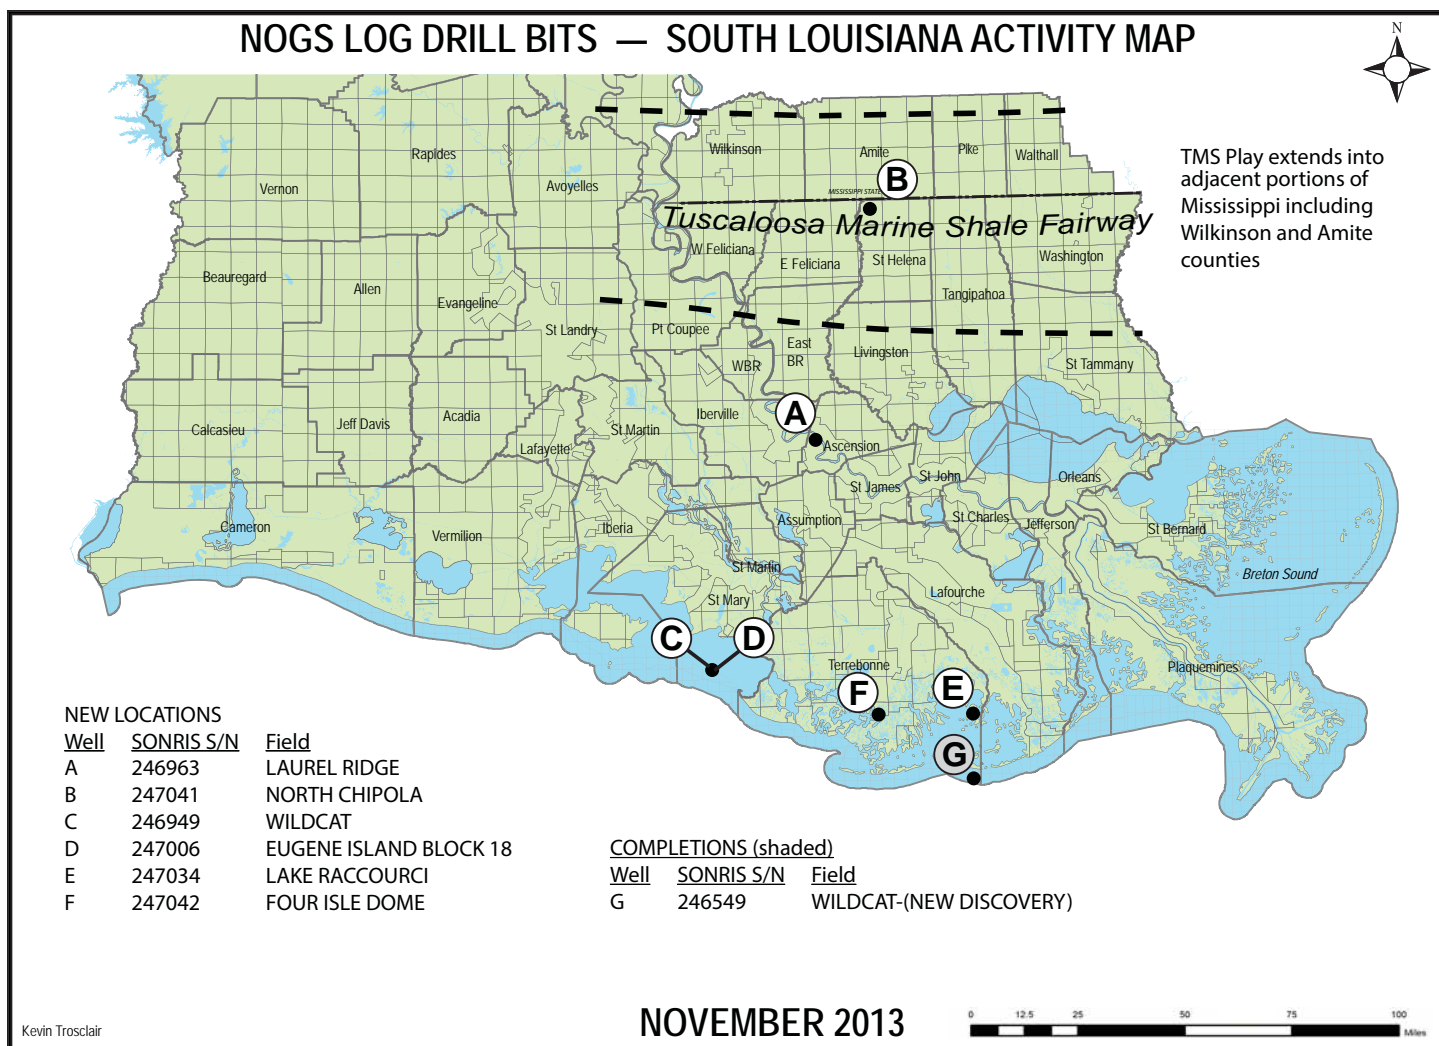 NOGS LOG DRILL BITS — SOUTH LOUISIANA ACTIVITY MAP
N
TMS Play extends into
adjacent portions of
Mississippi including
Wilkinson and Amite
counties
Wilkinson
Amite
Pike
Walthall
Rapides
Vernon
Avoyelles
B
MISSISSIPPI STATE
Tuscaloosa Marine Shale Fairway
W Feliciana
E Feliciana
St Helena
Washington
Beauregard
Allen
Evangeline
Tangipahoa
St Landry
Pt Coupee
East
BR
Livingston
WBR
St Tammany
Calcasieu
Jeff Davis
Acadia
Lafayette
St Martin
Iberville
A
Ascension
St James
St John
Orleans
Cameron
Vermilion
Iberia
Assumption
St Charles
Jefferson
St Bernard
Breton Sound
St Martin
St Mary
Lafourche
C
D
Terrebonne
Plaquemines
F
E
G
NEW LOCATIONS
Well SONRIS S/N Field
A 246963 LAUREL RIDGE
B 247041 NORTH CHIPOLA
C 246949 WILDCAT
D 247006 EUGENE ISLAND BLOCK 18
E 247034 LAKE RACCOURCI
F 247042 FOUR ISLE DOME
COMPLETIONS (shaded)
Well SONRIS S/N Field
G 246549 WILDCAT-(NEW DISCOVERY)
Kevin Trosclair
NOVEMBER 2013
0 12.5 25 50 75 100
Miles